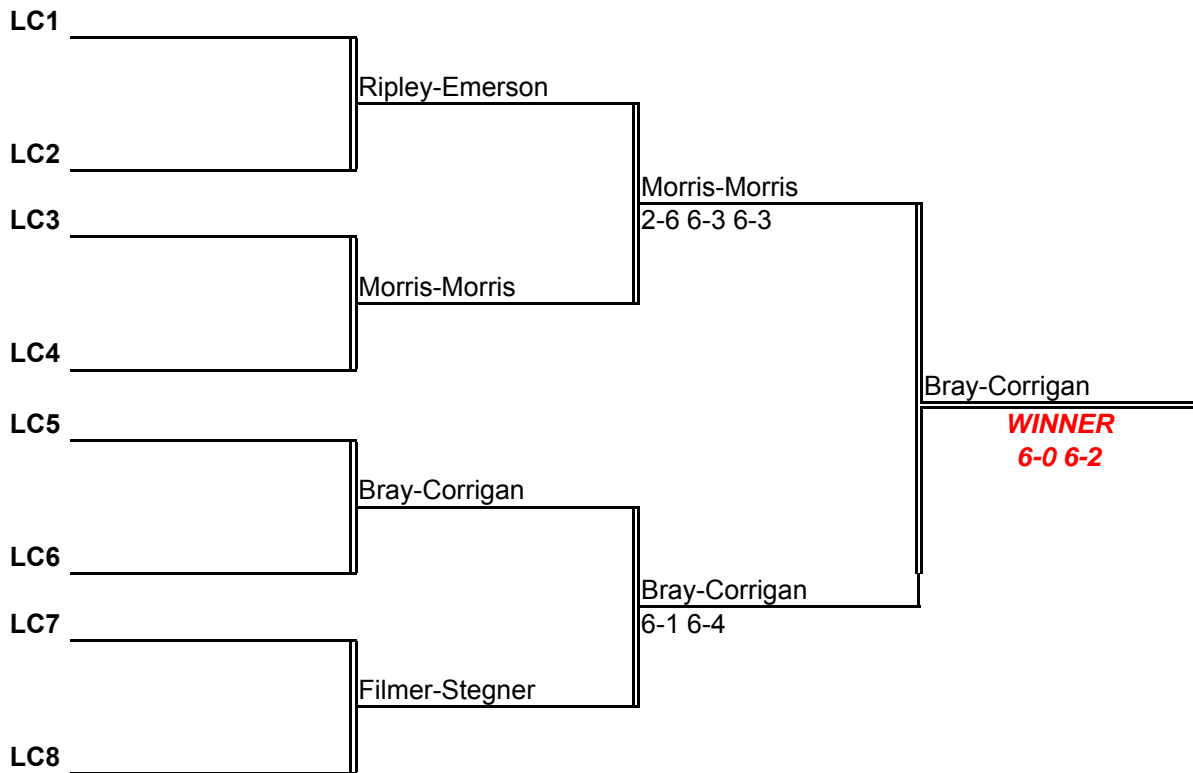 LC1
Ripley-Emerson
LC2
Morris-Morris
LC3
2-6 6-3 6-3
Morris-Morris
LC4
Bray-Corrigan
LC5
WINNER
6-0 6-2
Bray-Corrigan
LC6
Bray-Corrigan
LC7
6-1 6-4
Filmer-Stegner
LC8